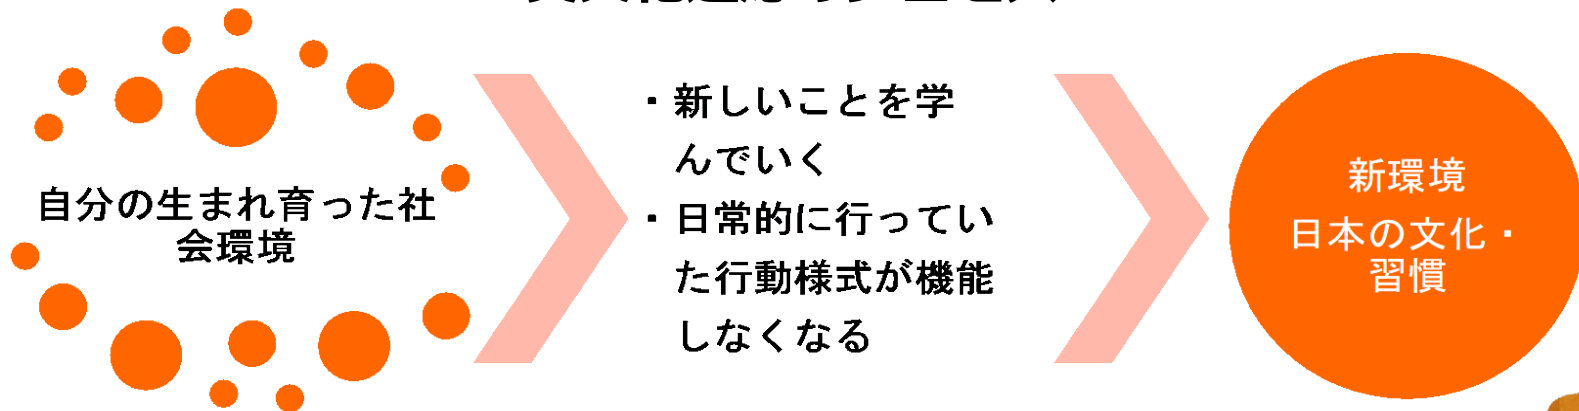 自分の生まれ育った社
会環境
・新しいことを学
んでいく
・日常的に行ってい
た行動様式が機能
しなくなる
新環境
日本の文化・
習慣